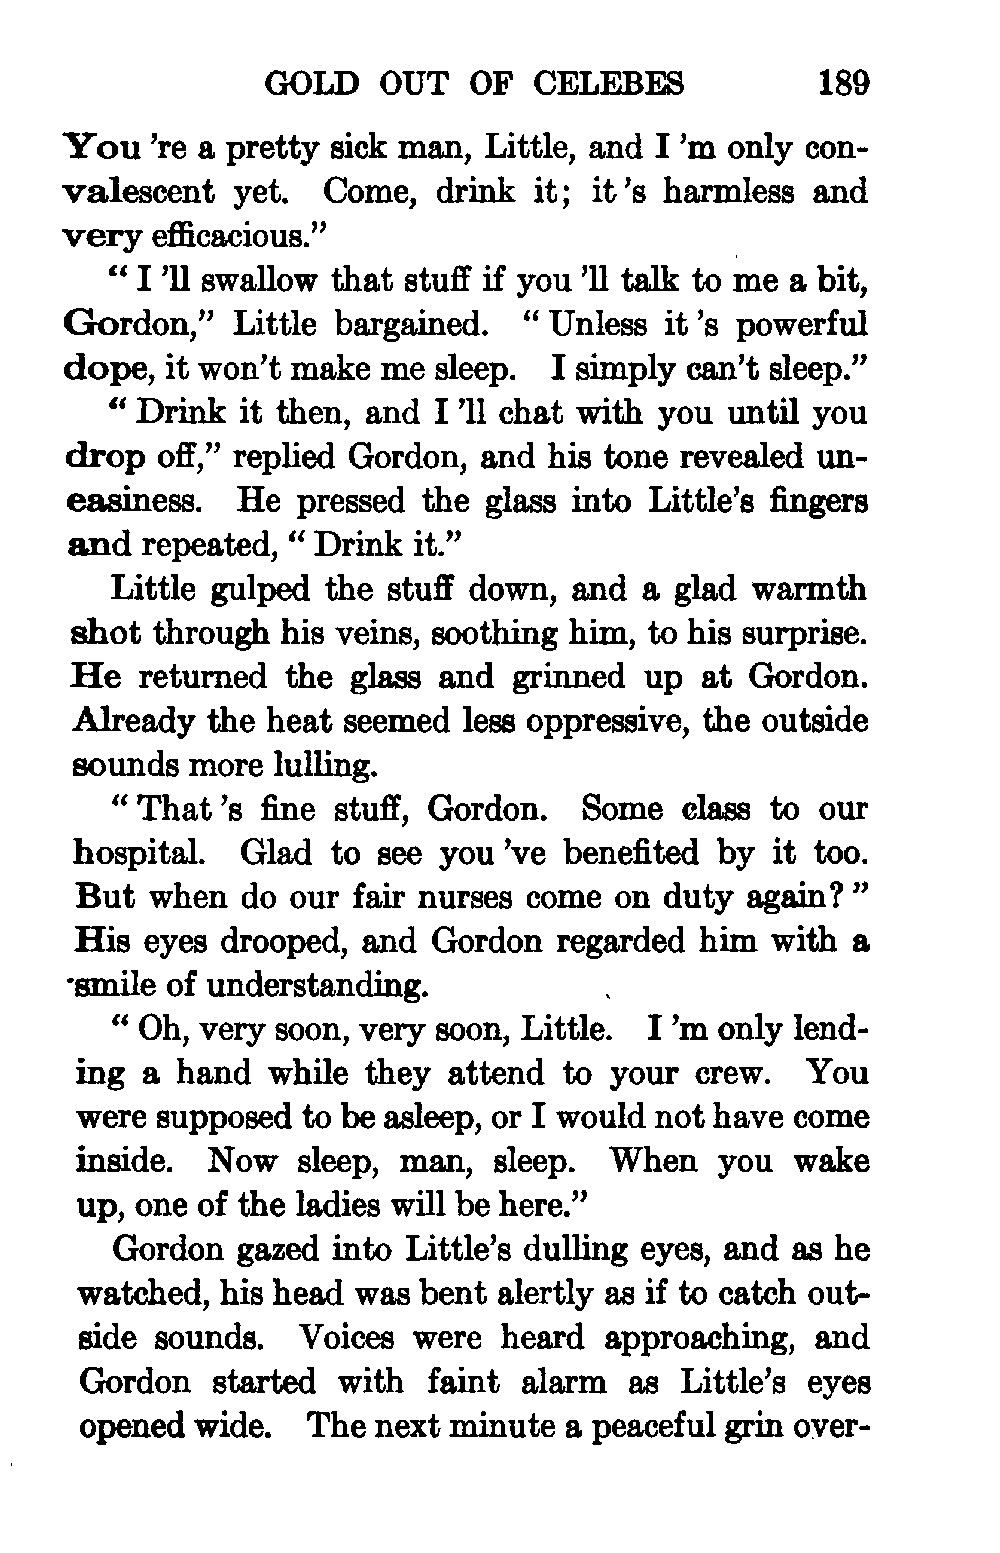 GOLD OUT OF CELEBES 189
You 're a pretty sick man, Little, and I 'm only con-
valescent yet. Come, drink it; it 's harmless and
very efficacious.”
“ I 'll swallow that stuff if you 'll talk to me a bit,
Gordon,” Little bargained. “ Unless it 's powerful
dope, it won't make me sleep. I simply can't sleep.”
“ Drink it then, and I 'll chat with you until you
drop off,” replied Gordon, and his tone revealed un-
easiness. He pressed the glass into Little's fingers
and repeated, “ Drink it.”
Little gulped the stuff down, and a glad warmth
shot through his veins, soothing him, to his surprise.
He returned the glass and grinned up at Gordon.
Already the heat seemed less oppressive, the outside
sounds more lulling.
“ That 's fine stuff, Gordon. Some class to our
hospital. Glad to see you 've benefited by it too.
But when do our fair nurses come on duty again? ”
His eyes drooped, and Gordon regarded him with a
smile of understanding.
“ Oh, very soon, very soon, Little. I 'm only lend-
ing a hand while they attend to your crew. You
were supposed to be asleep, or I would not have come
inside. Now sleep, man, sleep. When you wake
up, one of the ladies will be here.”
Gordon gazed into Little's dulling eyes, and as he
watched, his head was bent alertly as if to catch out-
side sounds. Voices were heard approaching, and
Gordon started with faint alarm as Little's eyes
opened wide. The next minute a peaceful grin over-